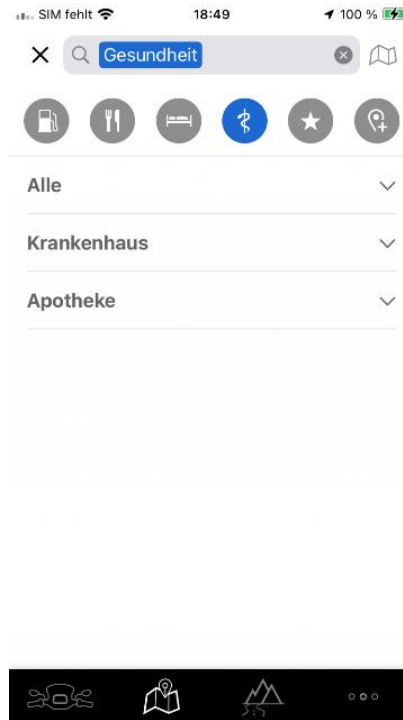 SIM fehlt 18:49 100 %
Gesundheit
Alle
Krankenhaus
Apotheke